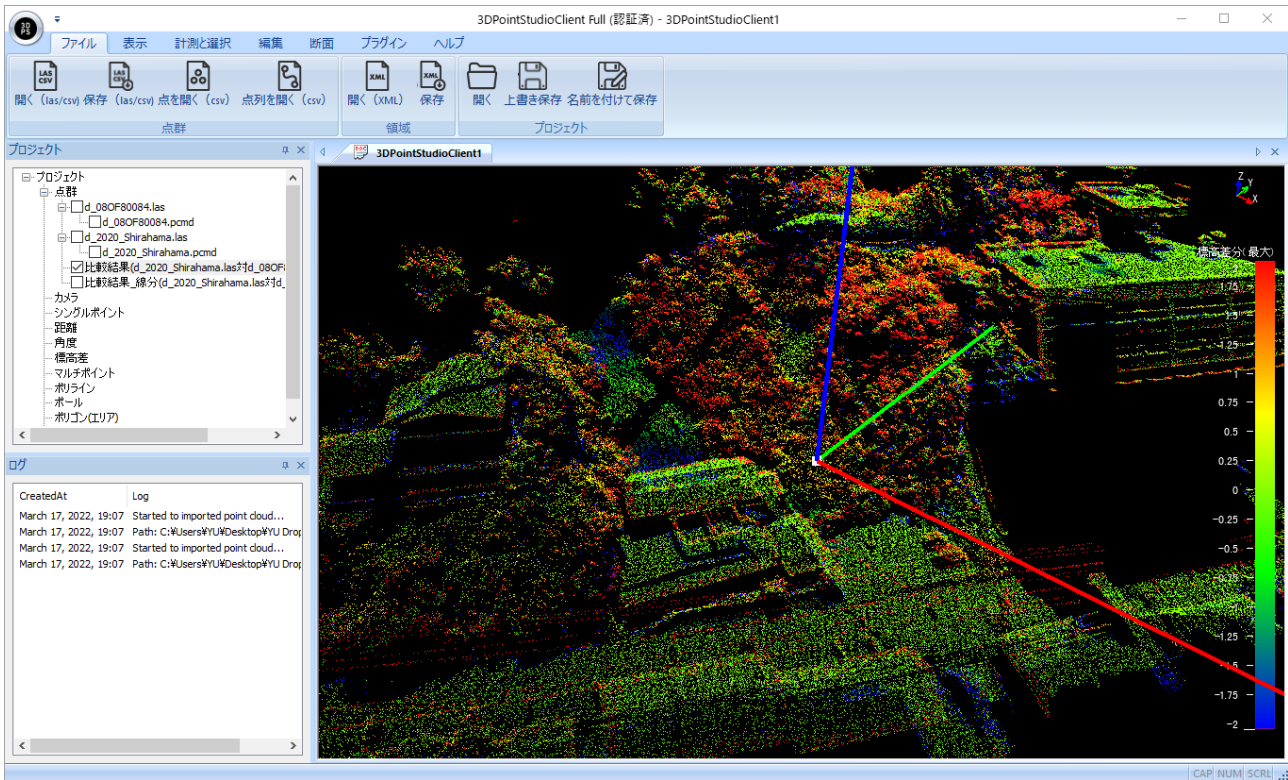 3DPointStudioClient Full (認証済) - 3DPointStudioClient1
3D
PS
ファイル 表示 計測と選択 編集 断面 プラグイン ヘルプ
LAS CSV LAS CSV XML XML
開く (las/csv) 保存 (las/csv) 点を開く (csv) 点列を開く (csv) 開く (XML) 保存 開く 上書き保存 名前を付けて保存
点群 領域 プロジェクト
プロジェクト
プロジェクト
点群
d_08OF80084.las
d_08OF80084.pcmd
d_2020_Shirahama.las
d_2020_Shirahama.pcmd
比較結果(d_2020_Shirahama.las対d_08OF8
比較結果_線分(d_2020_Shirahama.las対d_
カメラ
シングルポイント
距離
角度
標高差
マルチポイント
ポリライン
ポール
ポリゴン(エリア)
ログ
CreatedAt Log
March 17, 2022, 19:07 Started to imported point cloud...
March 17, 2022, 19:07 Path: C:¥Users¥YU¥Desktop¥YU Drop
March 17, 2022, 19:07 Started to imported point cloud...
March 17, 2022, 19:07 Path: C:¥Users¥YU¥Desktop¥YU Drop
3DPointStudioClient1
Z
Y
X
標高差分(最大)
1.75
1.5
1.25
1
0.75
0.5
0.25
0
-0.25
-0.5
-0.75
-1.25
-1.5
-1.75
-2
CAP NUM SCRL